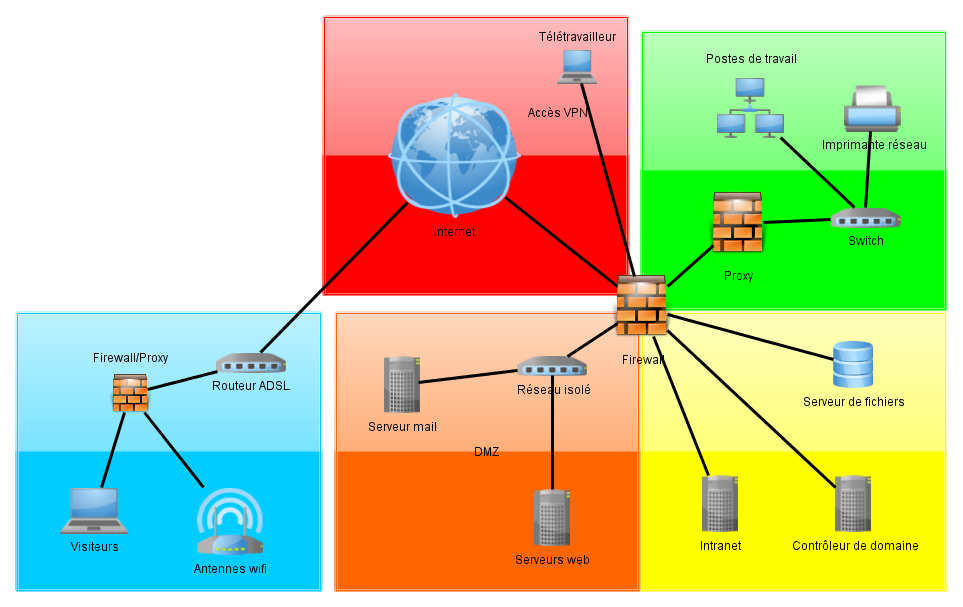 Télétravailleur
Accès VPN
Internet
Postes de travail
Imprimante réseau
Switch
Proxy
Firewall
Firewall/Proxy
Routeur ADSL
Visiteurs
Antennes wifi
Réseau isolé
Serveur mail
DMZ
Serveurs web
Serveur de fichiers
Intranet
Contrôleur de domaine